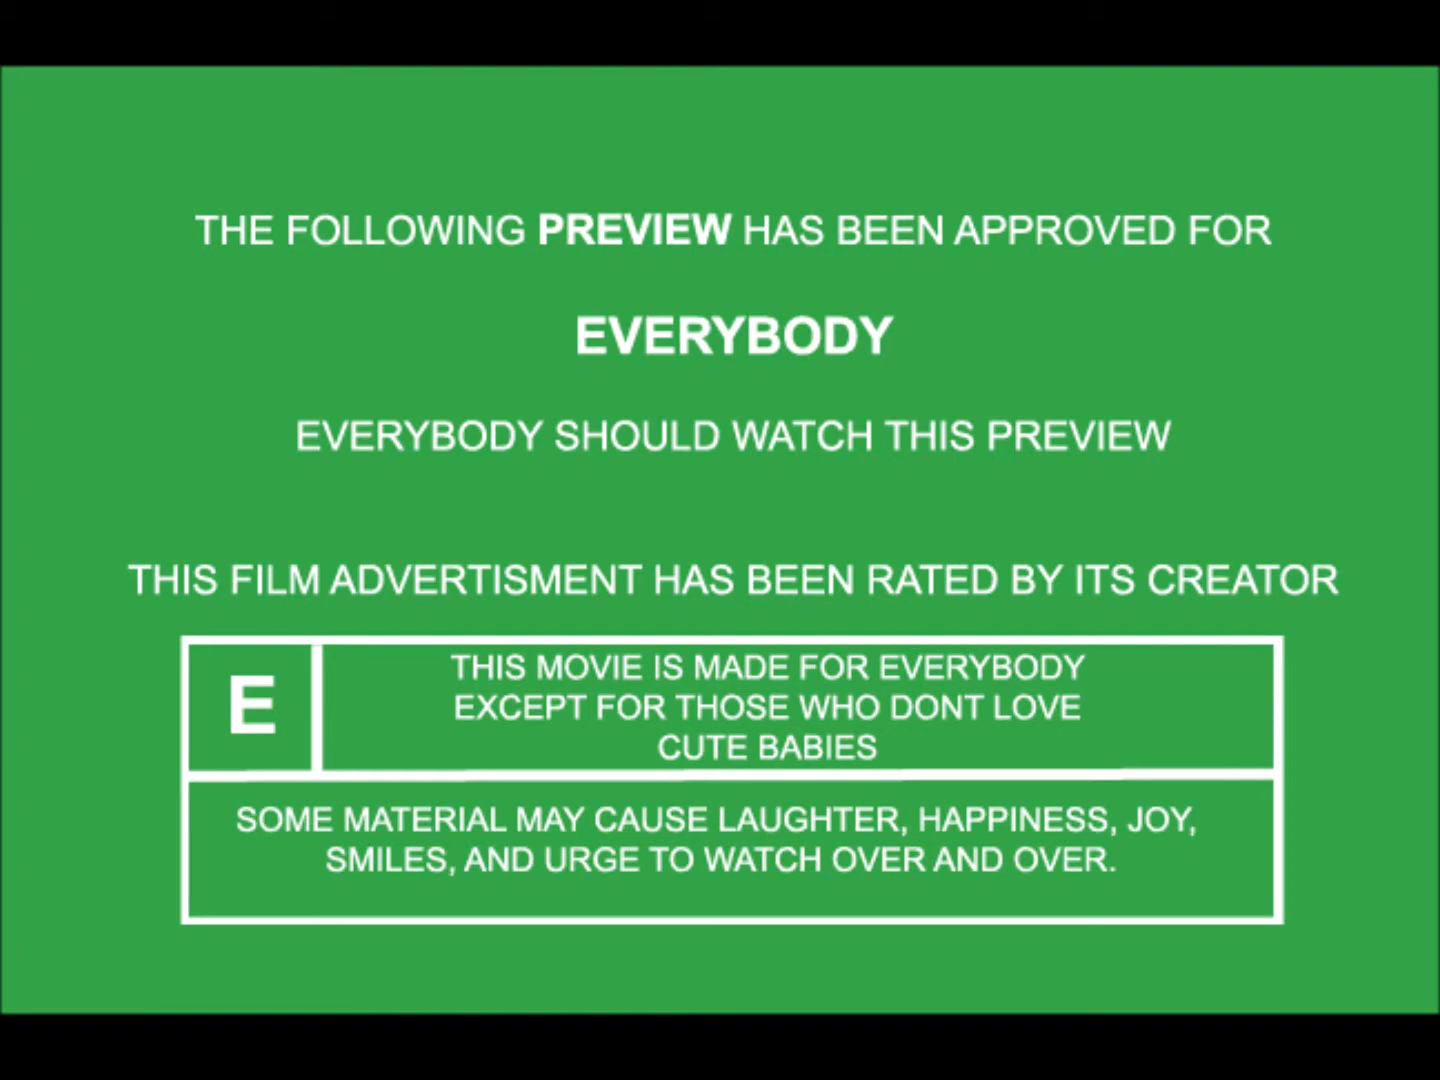 THE FOLLOWING PREVIEW HAS BEEN APPROVED FOR
EVERYBODY
EVERYBODY SHOULD WATCH THIS PREVIEW
THIS FILM ADVERTISMENT HAS BEEN RATED BY ITS CREATOR
E
THIS MOVIE IS MADE FOR EVERYBODY
EXCEPT FOR THOSE WHO DONT LOVE
CUTE BABIES
SOME MATERIAL MAY CAUSE LAUGHTER, HAPPINESS, JOY,
SMILES, AND URGE TO WATCH OVER AND OVER.